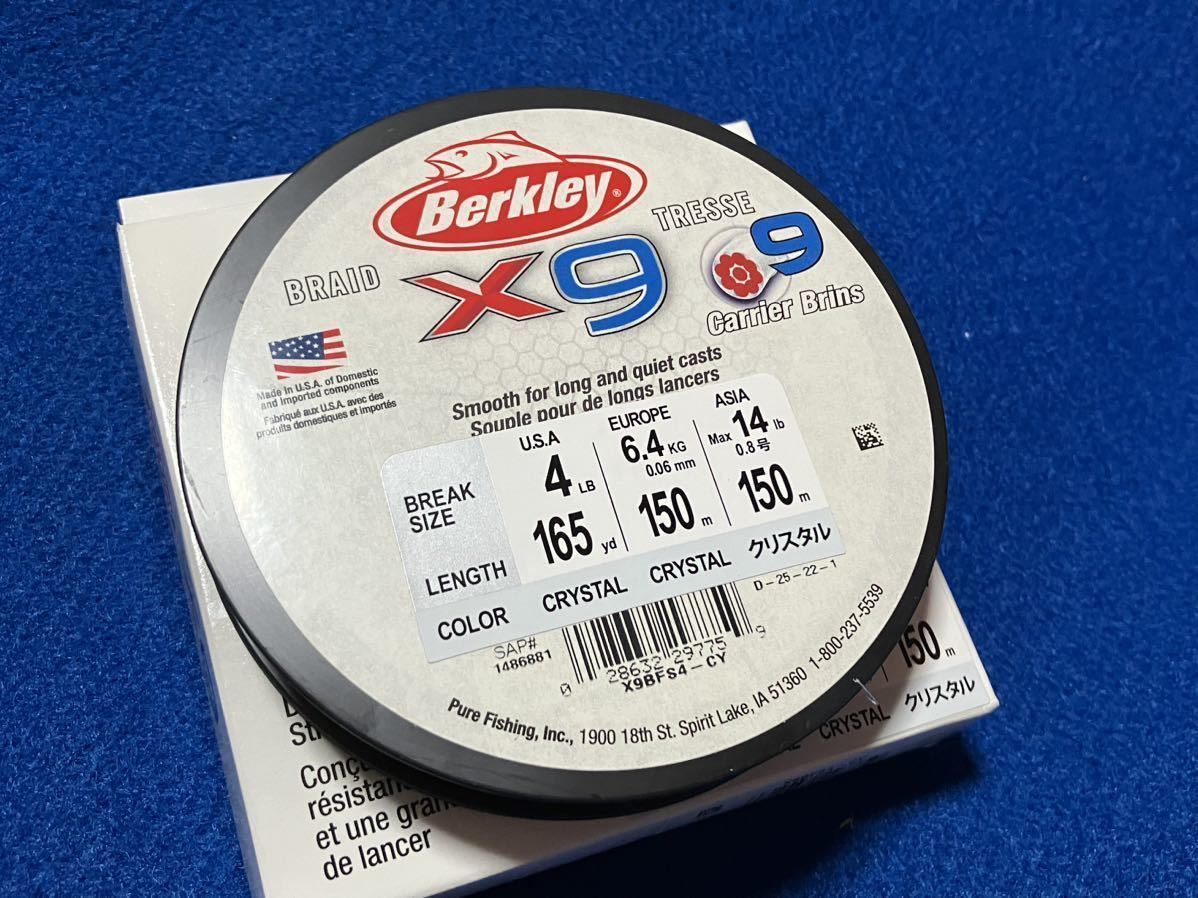 Berkley®
BRAID
X9
TRESSE
9
Carrier Brins
Made in U.S.A. of Domestic
and Imported components
Fabriqué aux U.S.A. avec des
produits domestiques et importés
Smooth for long and quiet casts
Souple pour de longs lancers
U.S.A EUROPE ASIA
BREAK SIZE 4 LB 6.4 KG 0.06 mm Max 14 lb 0.8号
LENGTH 165 yd 150 m 150 m
COLOR CRYSTAL CRYSTAL クリスタル
D-25-22-1
SAP#
1486881
0 28632 29775 9
X9BFS4-CY
Pure Fishing, Inc., 1900 18th St. Spirit Lake, IA 51360 1-800-237-5539
150 m
CRYSTAL クリスタル
Conç
résistan
et une gran
de lancer